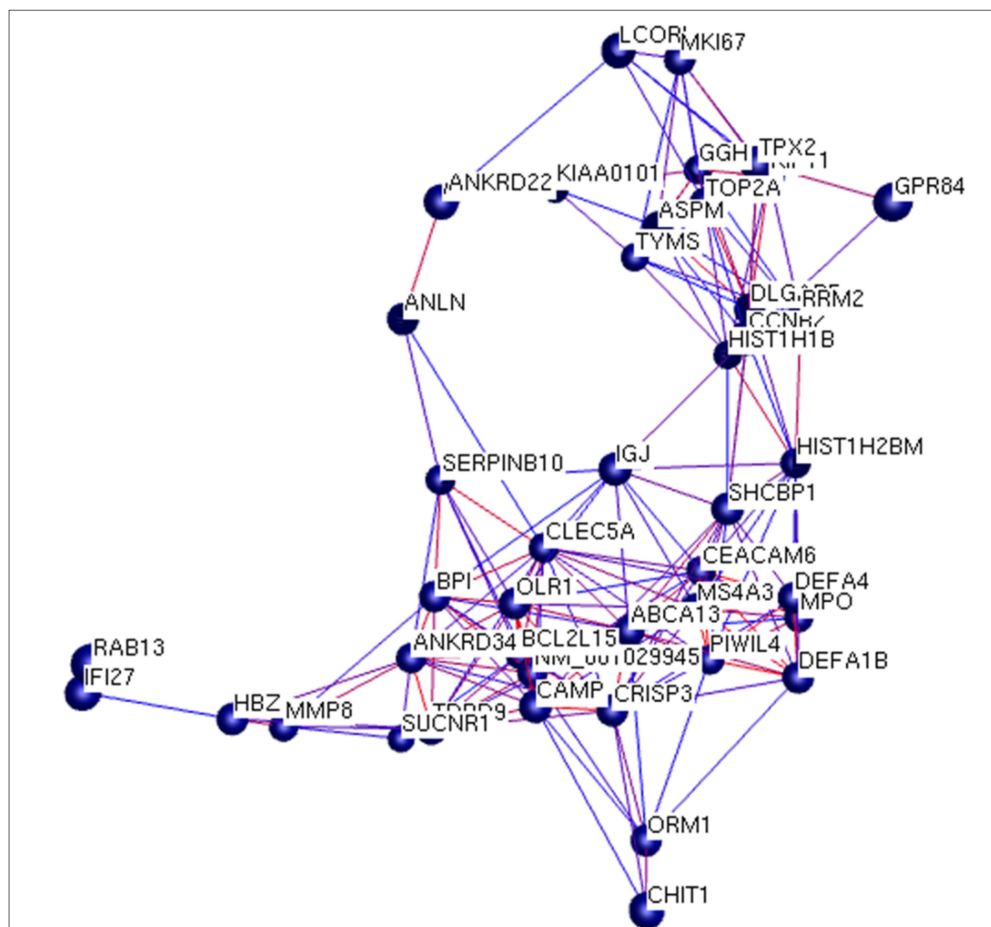 LCOR
MKI67
TPX2
GGH
KIAA0101
ANKRD22
TOP2A
GPR84
ASPM
TYMS
RRM2
ANLN
HIST1H1B
HIST1H2BM
IGJ
SERPINB10
SHCBP1
CLEC5A
CEACAM6
BPI
OLR1
MS4A3
DEFA4
MPO
ABCA13
ANKRD34
BCL2L15
PIWIL4
RAB13
DEFA1B
IFI27
CAMP
CRISP3
HBZ
MMP8
SUCNR1
ORM1
CHIT1